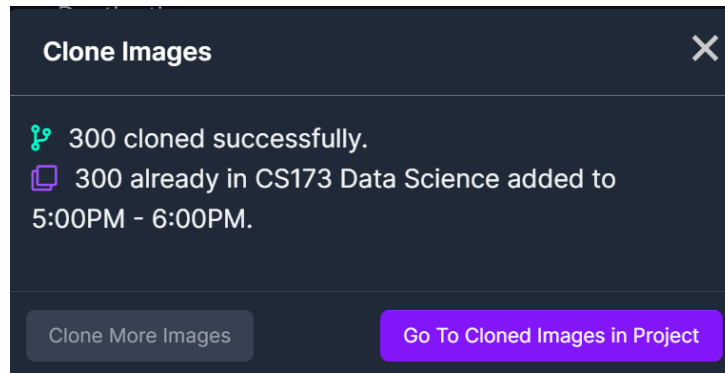 Clone Images
300 cloned successfully.
300 already in CS173 Data Science added to
5:00PM - 6:00PM.
Clone More Images
Go To Cloned Images in Project